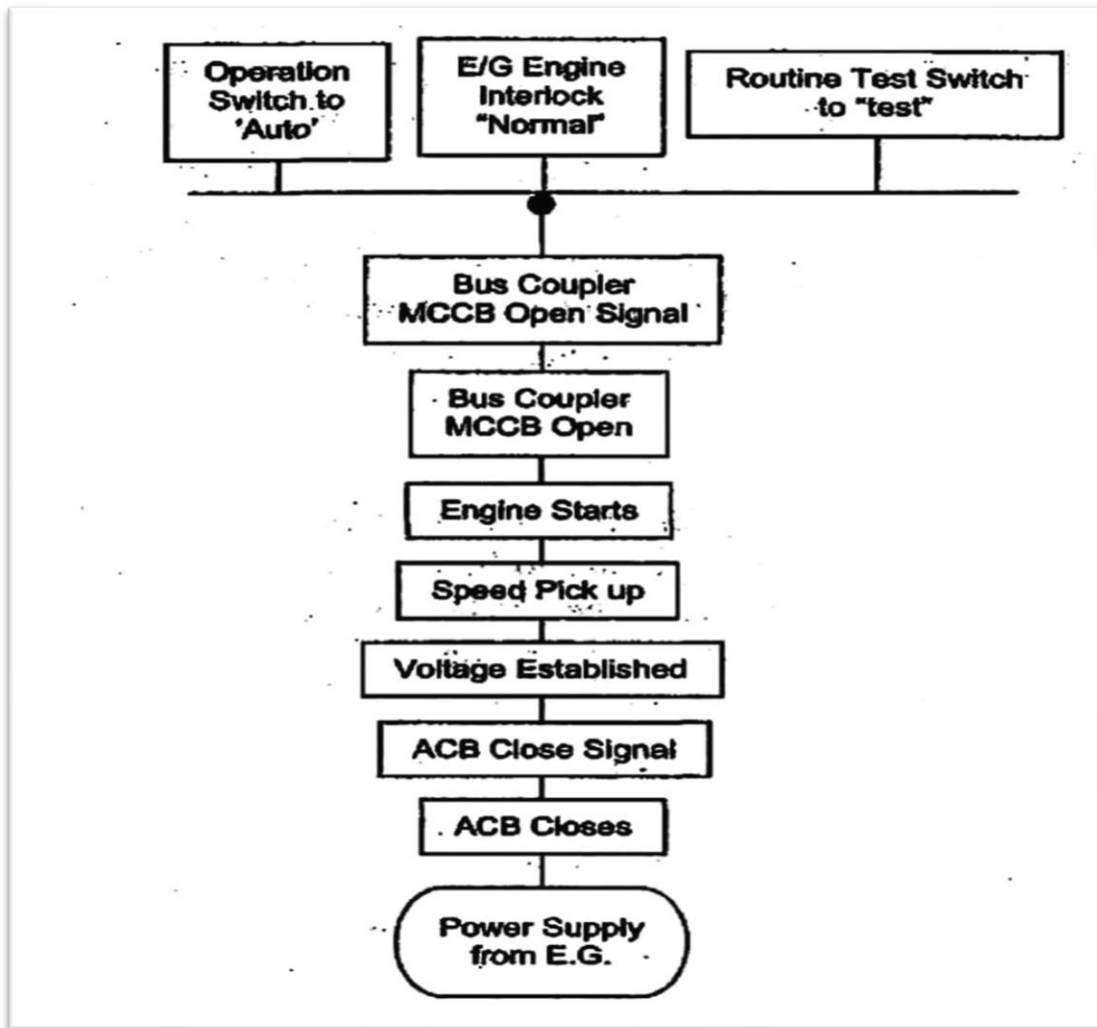 Operation
Switch to
'Auto'
E/G Engine
Interlock
"Normal"
Routine Test Switch
to "test"
Bus Coupler
MCCB Open Signal
Bus Coupler
MCCB Open
Engine Starts
Speed Pick up
Voltage Established
ACB Close Signal
ACB Closes
Power Supply
from E.G.